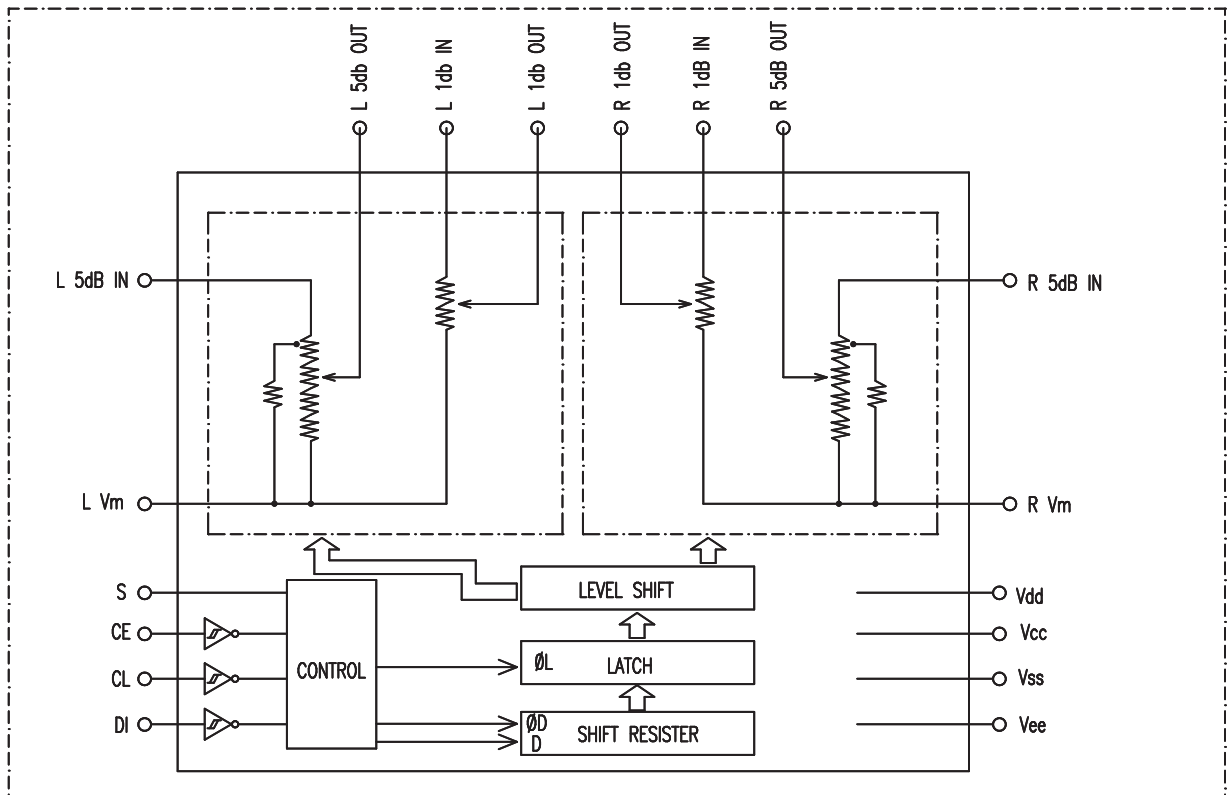 L 5db OUT
L 1db IN
L 1db OUT
R 1db OUT
R 1dB IN
R 5dB OUT
L 5dB IN
R 5dB IN
L Vm
R Vm
S
LEVEL SHIFT
Vdd
CE
Vcc
CONTROL
ØL
LATCH
CL
Vss
DI
ØD
D
SHIFT RESISTER
Vee